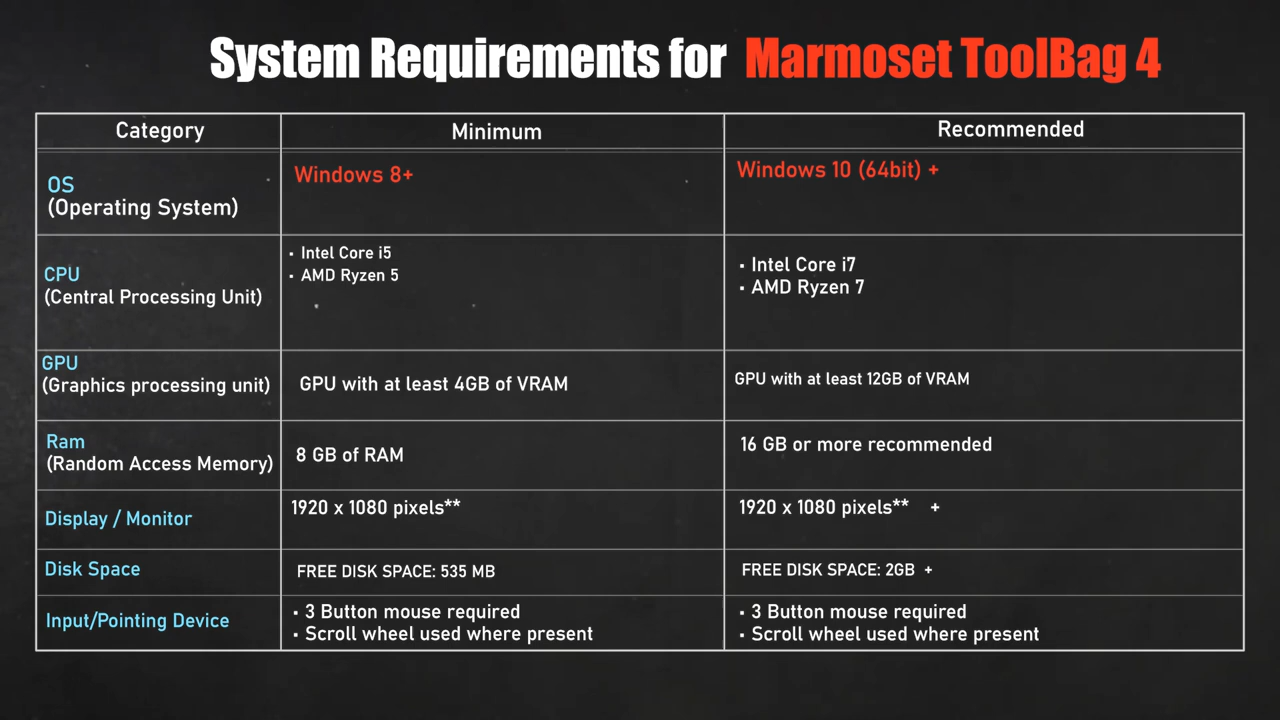 System Requirements for Marmoset ToolBag 4
Category Minimum Recommended
OS
(Operating System)
Windows 8+
Windows 10 (64bit) +
CPU
(Central Processing Unit)
▪ Intel Core i5
▪ AMD Ryzen 5
▪ Intel Core i7
▪ AMD Ryzen 7
GPU
(Graphics processing unit)
GPU with at least 4GB of VRAM
GPU with at least 12GB of VRAM
Ram
(Random Access Memory)
8 GB of RAM
16 GB or more recommended
Display / Monitor
1920 x 1080 pixels**
1920 x 1080 pixels** +
Disk Space
FREE DISK SPACE: 535 MB
FREE DISK SPACE: 2GB +
Input/Pointing Device
▪ 3 Button mouse required
▪ Scroll wheel used where present
▪ 3 Button mouse required
▪ Scroll wheel used where present